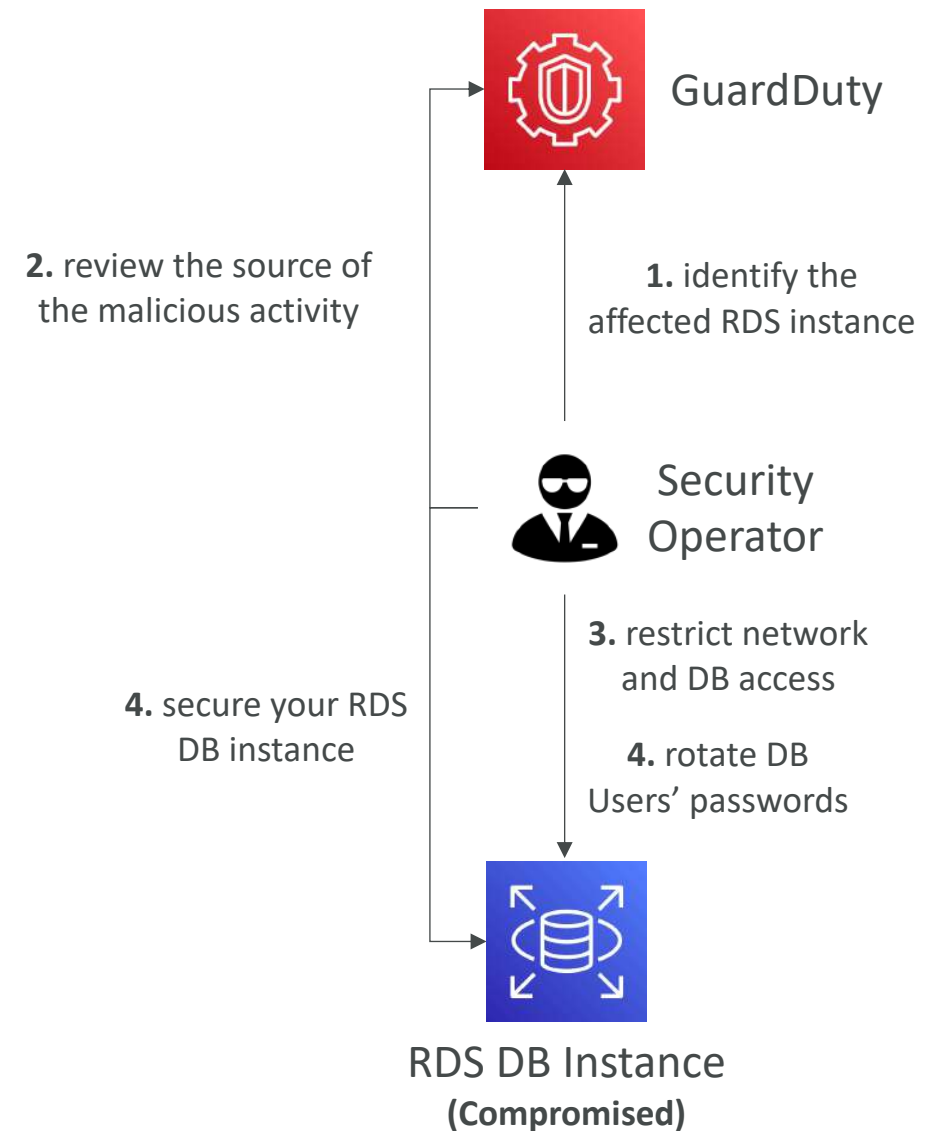 GuardDuty
2. review the source of
the malicious activity
1. identify the
affected RDS instance
Security
Operator
3. restrict network
and DB access
4. secure your RDS
DB instance
4. rotate DB
Users’ passwords
RDS DB Instance
(Compromised)